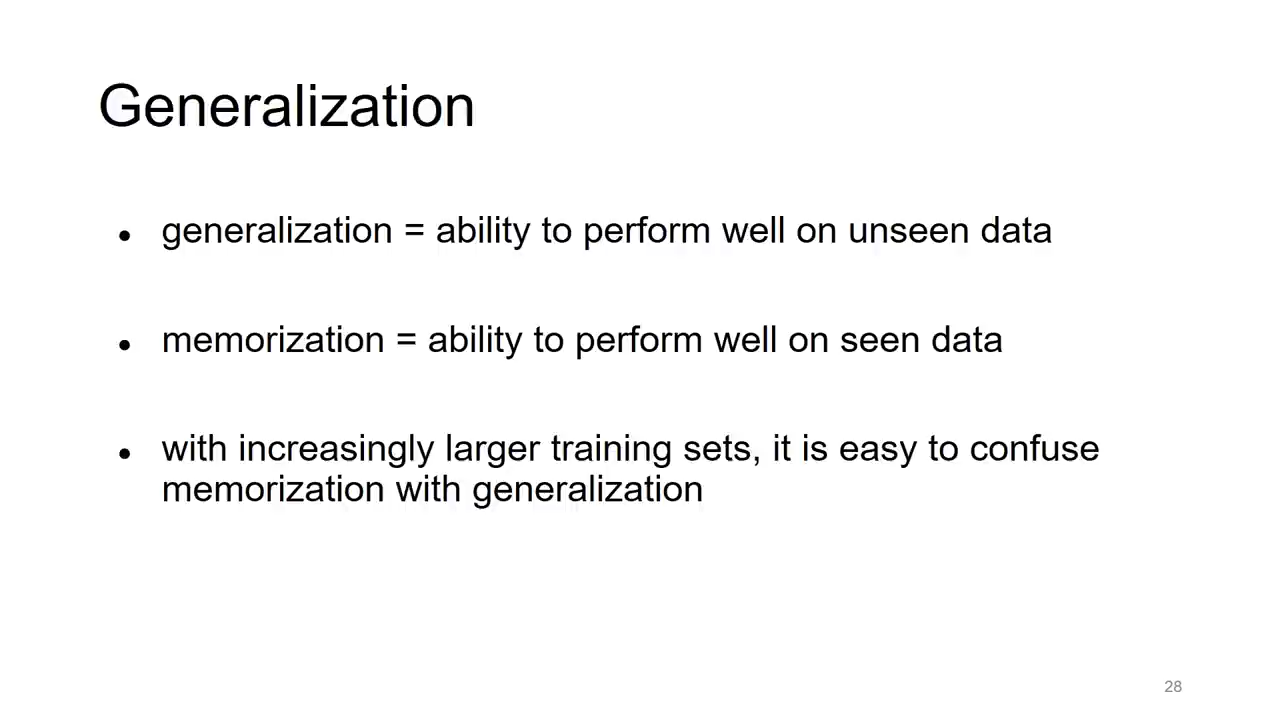 Generalization
● generalization = ability to perform well on unseen data
● memorization = ability to perform well on seen data
● with increasingly larger training sets, it is easy to confuse
memorization with generalization
28